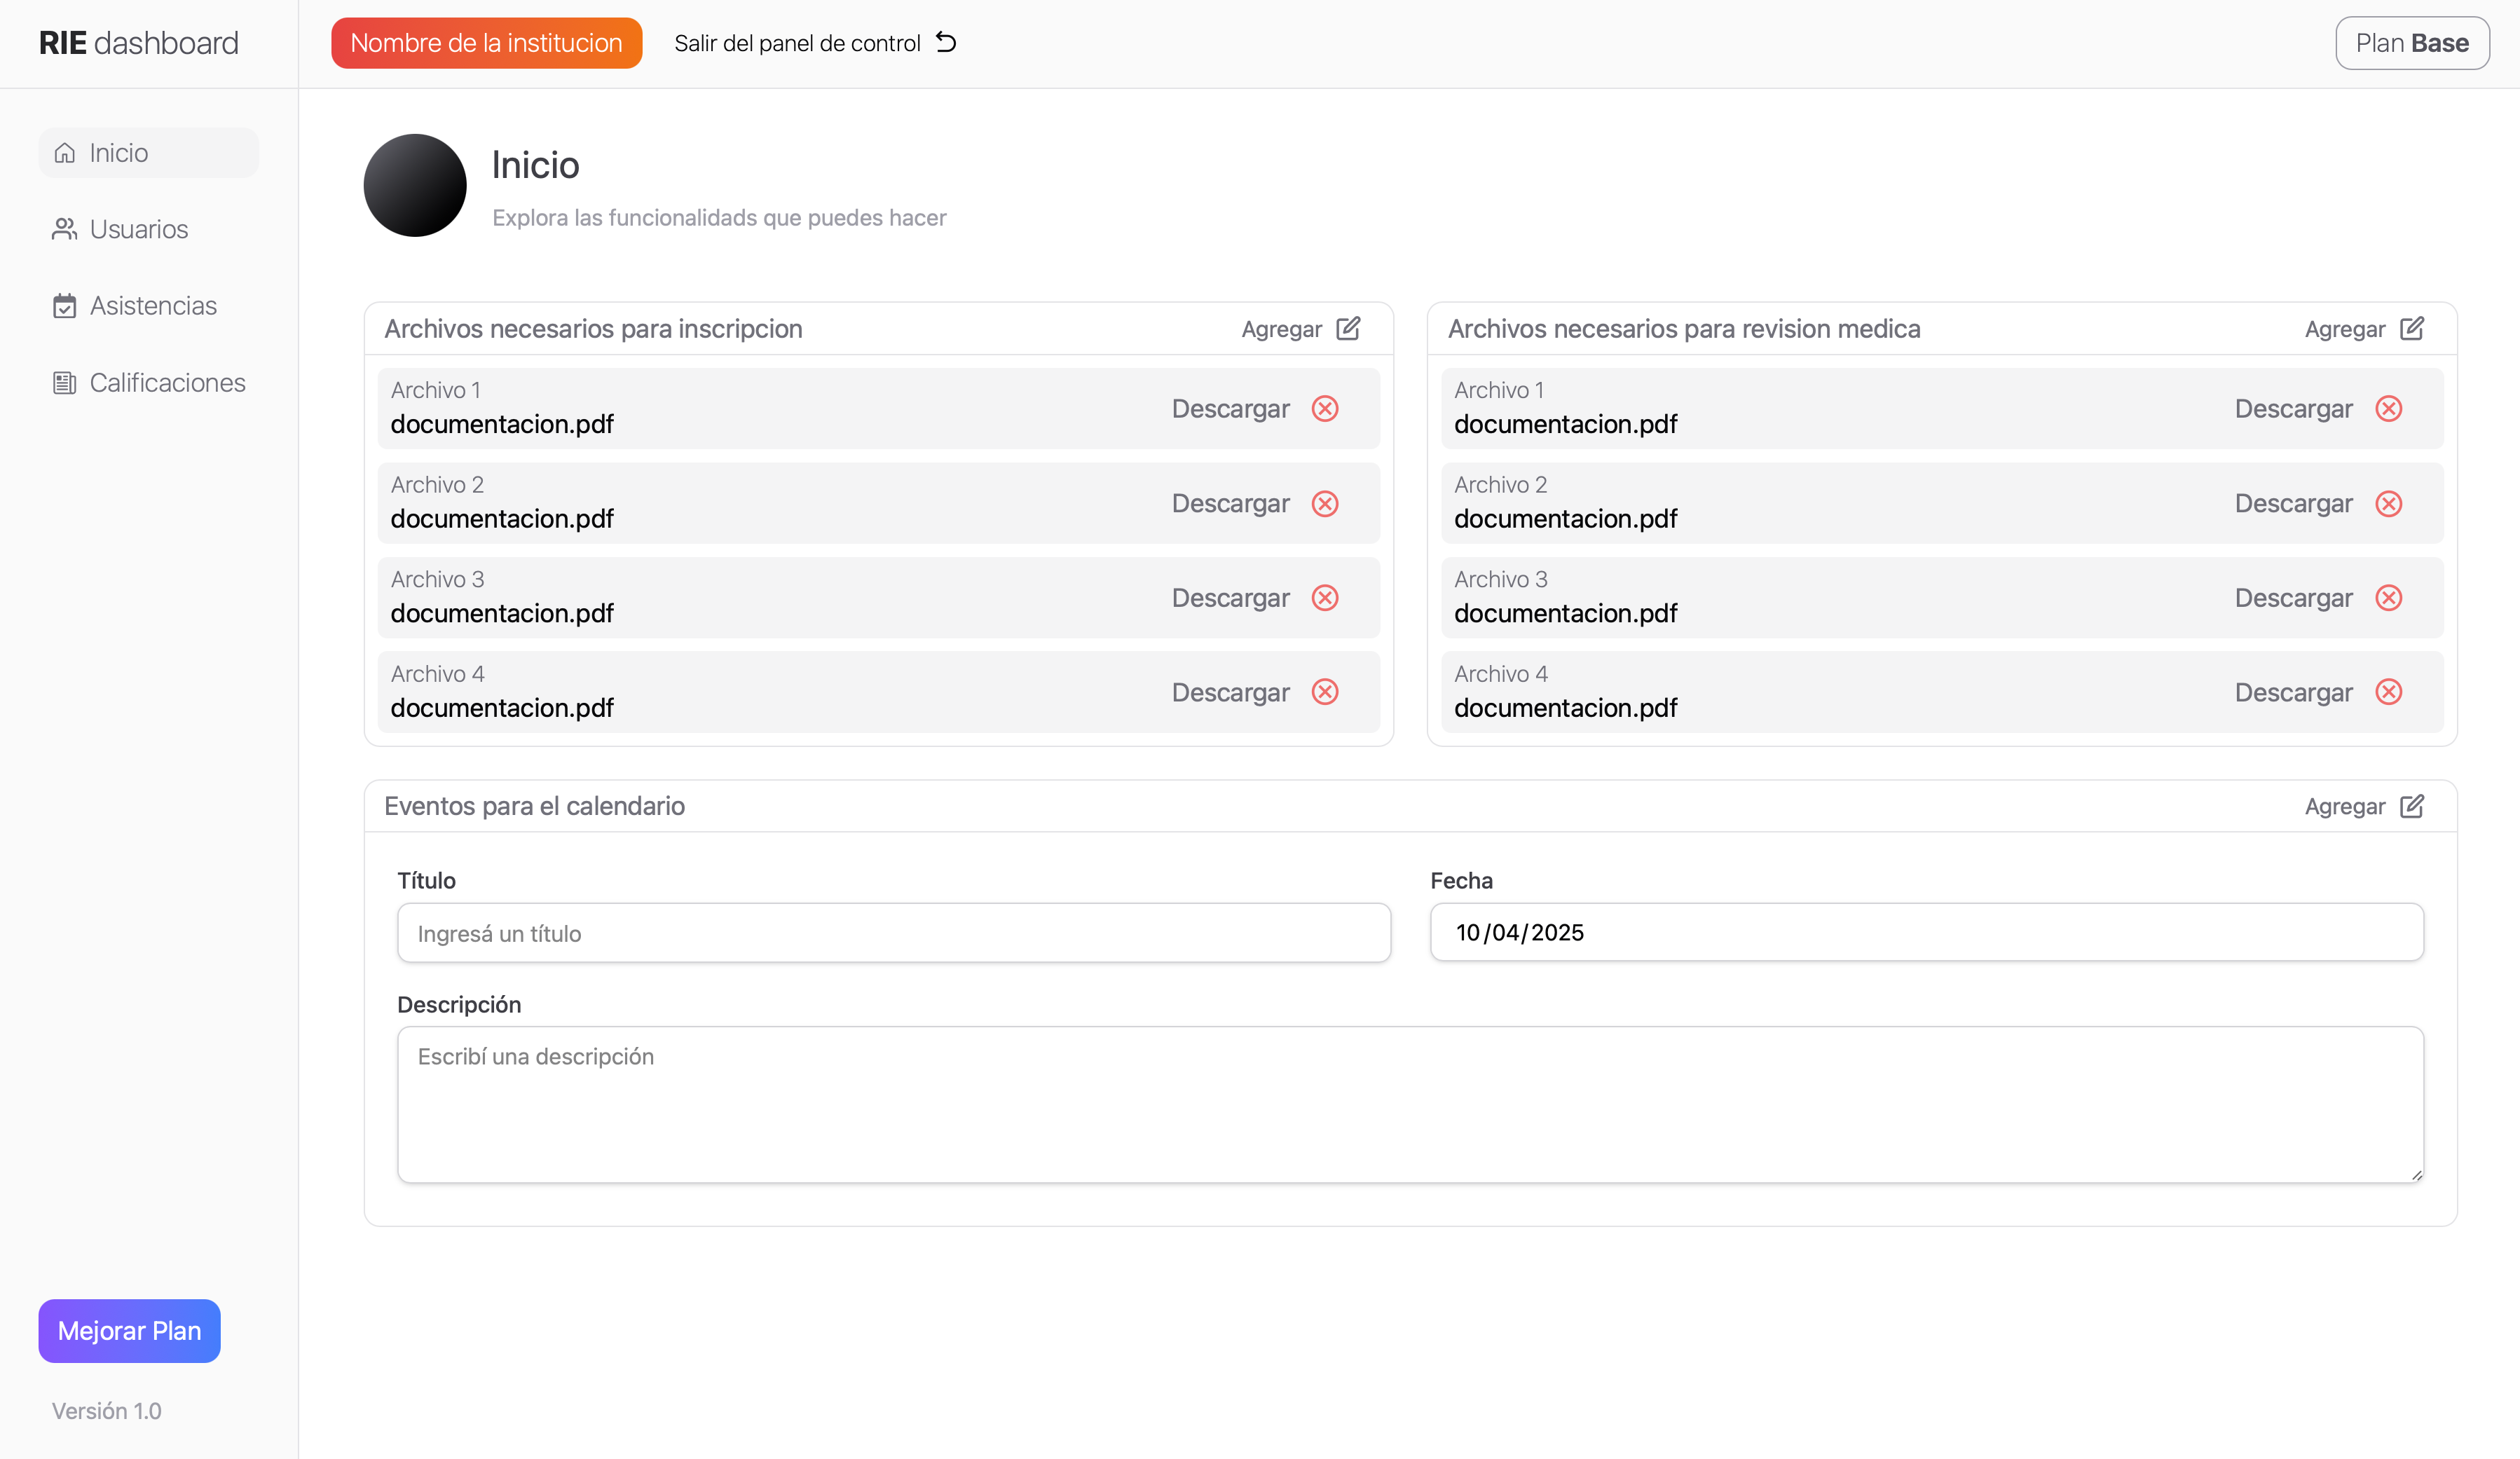 RIE dashboard
Nombre de la institucion
Salir del panel de control
Plan Base
Inicio
Usuarios
Asistencias
Calificaciones
Mejorar Plan
Versión 1.0
Inicio
Explora las funcionalidads que puedes hacer
Archivos necesarios para inscripcion
Agregar
Archivo 1
documentacion.pdf
Descargar
Archivo 2
documentacion.pdf
Descargar
Archivo 3
documentacion.pdf
Descargar
Archivo 4
documentacion.pdf
Descargar
Archivos necesarios para revision medica
Agregar
Archivo 1
documentacion.pdf
Descargar
Archivo 2
documentacion.pdf
Descargar
Archivo 3
documentacion.pdf
Descargar
Archivo 4
documentacion.pdf
Descargar
Eventos para el calendario
Agregar
Título
Ingresá un título
Fecha
10/04/2025
Descripción
Escribí una descripción